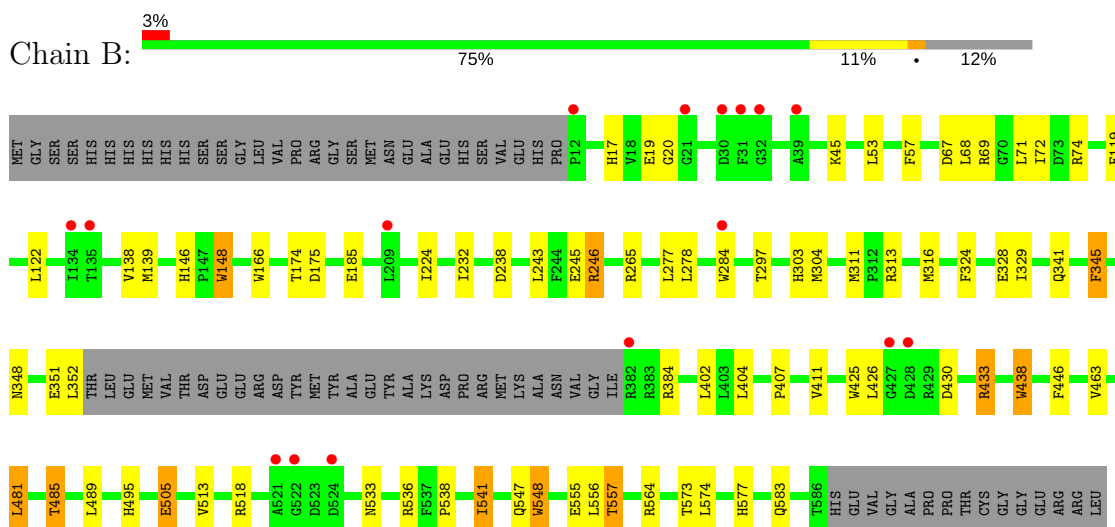 3%
Chain B:
75% 11% • 12%
MET GLY SER SER HIS HIS HIS HIS HIS HIS SER SER GLY LEU VAL PRO ARG GLY SER MET ASN GLU ALA GLU HIS SER VAL GLU HIS PRO P12 H17 V18 E19 G20 G21 D30 F31 G32 A39 K45 L53 F57 D67 L68 R69 G70 L71 I72 D73 R74 E119
L122 I134 T135 V138 M139 H146 P147 W148 W166 T174 D175 E185 L209 I224 I232 D238 L243 F244 E245 R246 R265 L277 L278 W284 T297 H303 M304 M311 P312 R313 M316 F324 E328 I329 Q341 F345
N348 E351 L352 THR LEU GLU MET VAL THR ASP GLU GLU ARG ASP TYR MET TYR ALA GLU TYR ALA LYS ASP PRO ARG MET LYS ALA ASN VAL GLY ILE R382 R383 R384 L402 L403 L404 P407 V411 W425 L426 G427 D428 R429 D430 R433 W438 F446 V463
L481 T485 L489 H495 E505 V513 R518 A521 G522 D523 D524 N533 R536 F537 P538 I541 Q547 W548 E555 L556 T557 R564 T573 L574 H577 Q583 T586 HIS GLU VAL GLY ALA PRO PRO THR CYS GLY GLY GLU ARG ARG LEU